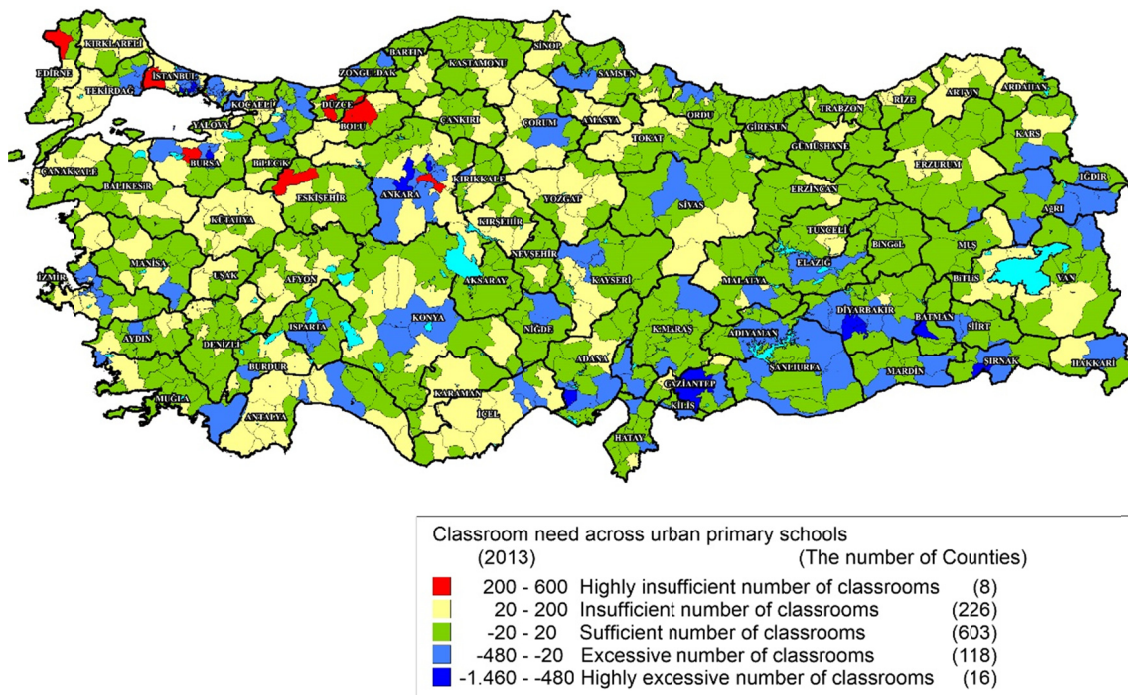 KIRKLARELİ
EDİRNE
TEKİRDAĞ
İSTANBUL
KOCAELİ
YALOVA
ZONGULDAK
BARTIN
KASTAMONU
SİNOP
SAMSUN
DÜZCE
BOLU
ÇANKIRI
ÇORUM
AMASYA
TOKAT
ORDU
GİRESUN
TRABZON
RİZE
ARTVİN
ARDAHAN
KARS
GÜMÜŞHANE
ÇANAKKALE
BALIKESİR
BURSA
BİLECİK
ESKİŞEHİR
ANKARA
KIRIKKALE
YOZGAT
SİVAS
ERZİNCAN
ERZURUM
IĞDIR
AĞRI
KÜTAHYA
KIRŞEHİR
NEVŞEHİR
KAYSERİ
TUNCELİ
BİNGÖL
MUŞ
MANİSA
UŞAK
AFYON
AKSARAY
MALATYA
ELAZIĞ
BİTLİS
VAN
İZMİR
AYDIN
DENİZLİ
ISPARTA
KONYA
NİĞDE
K.MARAŞ
ADIYAMAN
DİYARBAKIR
BATMAN
SİİRT
BURDUR
ADANA
ŞANLIURFA
MARDİN
ŞIRNAK
HAKKARİ
MUĞLA
ANTALYA
KARAMAN
İÇEL
GAZİANTEP
KİLİS
HATAY
Classroom need across urban primary schools
(2013) (The number of Counties)
200 - 600 Highly insufficient number of classrooms (8)
20 - 200 Insufficient number of classrooms (226)
-20 - 20 Sufficient number of classrooms (603)
-480 - -20 Excessive number of classrooms (118)
-1.460 - -480 Highly excessive number of classrooms (16)